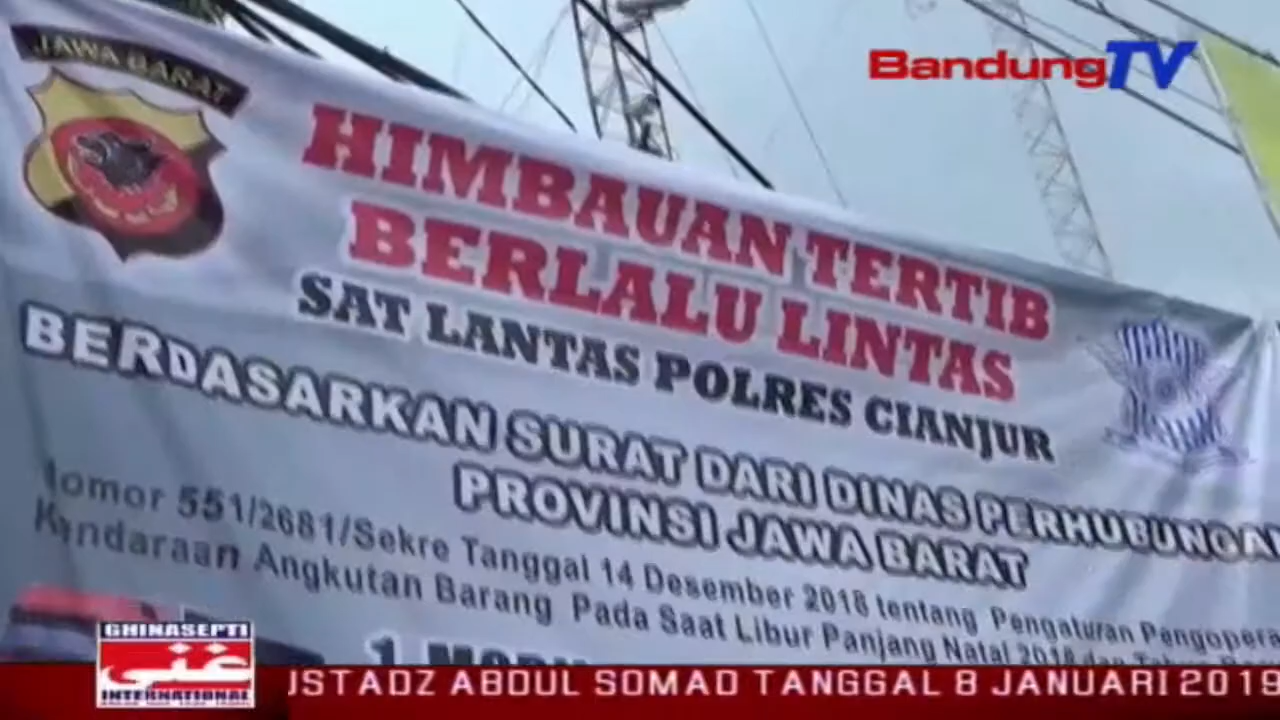 JAWA BARAT
BandungTV
HIMBAUAN TERTIB
BERLALU LINTAS
SAT LANTAS POLRES CIANJUR
BERDASARKAN SURAT DARI DINAS PERHUBUNGAN
PROVINSI JAWA BARAT
Nomor 551/2681/Sekre Tanggal 14 Desember 2018 tentang Pengaturan Pengopera
Kendaraan Angkutan Barang Pada Saat Libur Panjang Natal 2018 dan
GHINASEPTI
غني
INTERNATIONAL
USTADZ ABDUL SOMAD TANGGAL 8 JANUARI 2019